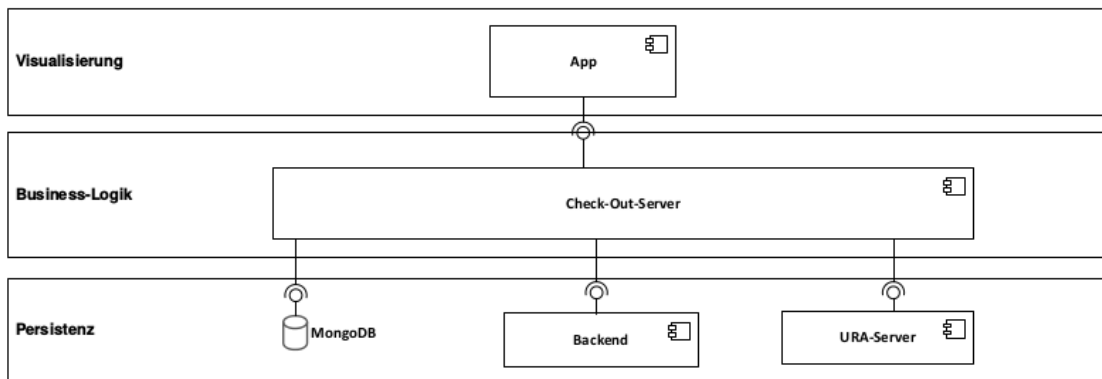 Visualisierung
App
Business-Logik
Check-Out-Server
Persistenz
MongoDB
Backend
URA-Server